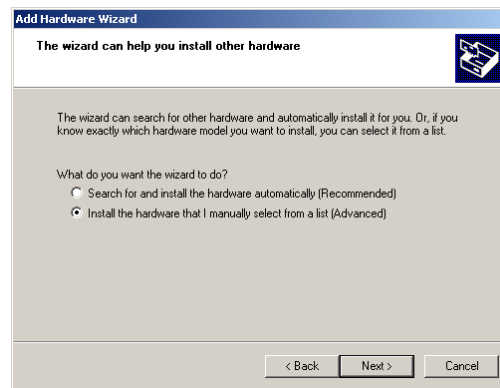 Add Hardware Wizard
The wizard can help you install other hardware
The wizard can search for other hardware and automatically install it for you. Or, if you
know exactly which hardware model you want to install, you can select it from a list.
What do you want the wizard to do?
Search for and install the hardware automatically (Recommended)
Install the hardware that I manually select from a list (Advanced)
< Back Next > Cancel